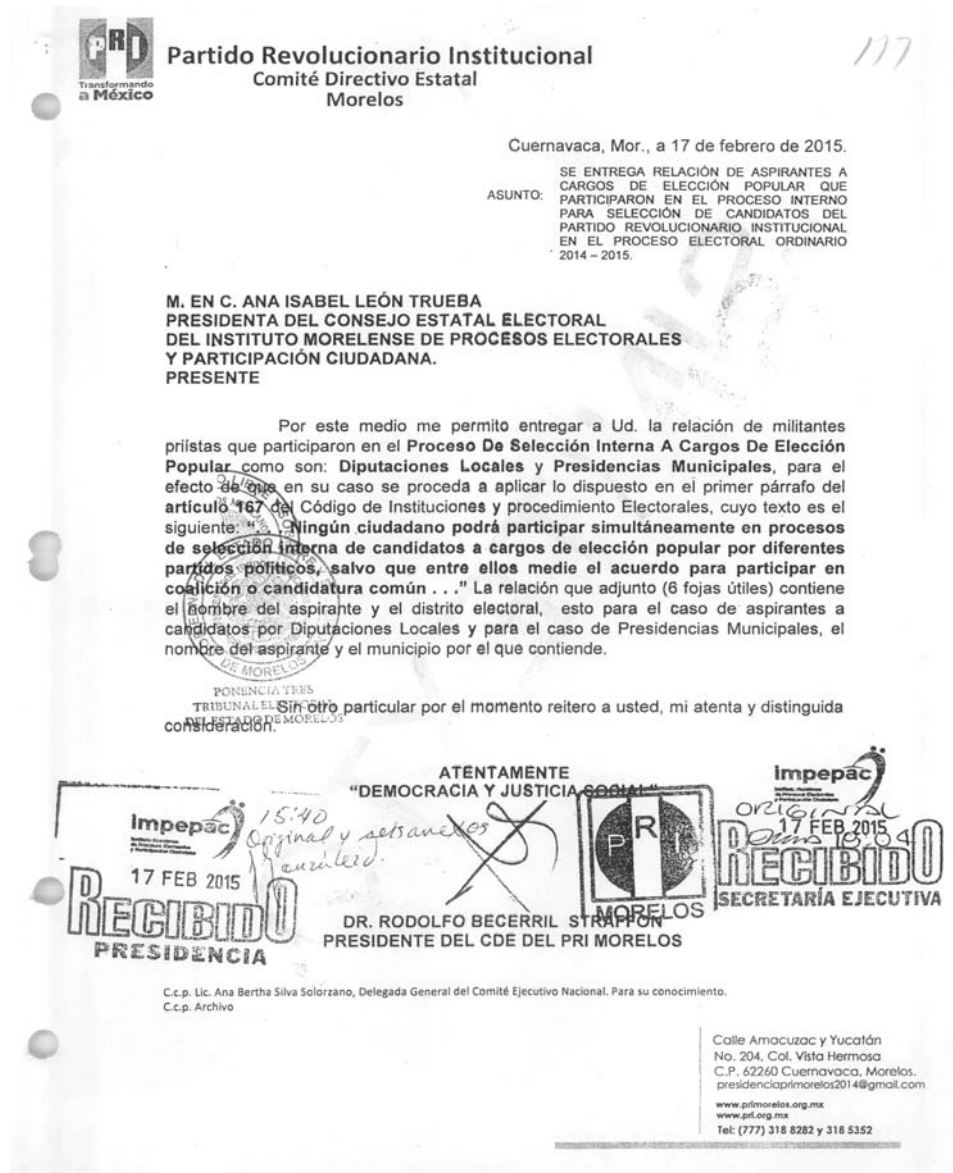 PRI
Transformando
a México
Partido Revolucionario Institucional
Comité Directivo Estatal
Morelos
Cuernavaca, Mor., a 17 de febrero de 2015.
ASUNTO:
SE ENTREGA RELACIÓN DE ASPIRANTES A
CARGOS DE ELECCIÓN POPULAR QUE
PARTICIPARON EN EL PROCESO INTERNO
PARA SELECCIÓN DE CANDIDATOS DEL
PARTIDO REVOLUCIONARIO INSTITUCIONAL
EN EL PROCESO ELECTORAL ORDINARIO
2014 – 2015.
M. EN C. ANA ISABEL LEÓN TRUEBA
PRESIDENTA DEL CONSEJO ESTATAL ELECTORAL
DEL INSTITUTO MORELENSE DE PROCESOS ELECTORALES
Y PARTICIPACIÓN CIUDADANA.
PRESENTE
Por este medio me permito entregar a Ud. la relación de militantes
priístas que participaron en el Proceso De Selección Interna A Cargos De Elección
Popular como son: Diputaciones Locales y Presidencias Municipales, para el
efecto de que en su caso se proceda a aplicar lo dispuesto en el primer párrafo del
artículo 167 del Código de Instituciones y procedimiento Electorales, cuyo texto es el
siguiente: “. . .Ningún ciudadano podrá participar simultáneamente en procesos
de selección interna de candidatos a cargos de elección popular por diferentes
partidos políticos, salvo que entre ellos medie el acuerdo para participar en
coalición o candidatura común . . .” La relación que adjunto (6 fojas útiles) contiene
el nombre del aspirante y el distrito electoral, esto para el caso de aspirantes a
candidatos por Diputaciones Locales y para el caso de Presidencias Municipales, el
nombre del aspirante y el municipio por el que contiende.
DE MORELOS
PONENCIA TRES
TRIBUNAL ELECTORAL
DEL ESTADO DE MORELOS
Sin otro particular por el momento reitero a usted, mi atenta y distinguida
consideración.
ATENTAMENTE
“DEMOCRACIA Y JUSTICIA SOCIAL”
impepac
15:40
Original y
17 FEB 2015
RECIBIDO
PRESIDENCIA
PRI
MORELOS
impepac
ORIGINAL
17 FEB 2015
RECIBIDO
SECRETARÍA EJECUTIVA
DR. RODOLFO BECERRIL STRAFFON
PRESIDENTE DEL CDE DEL PRI MORELOS
C.c.p. Lic. Ana Bertha Silva Solorzano, Delegada General del Comité Ejecutivo Nacional. Para su conocimiento.
C.c.p. Archivo
Calle Amacuzac y Yucatán
No. 204, Col. Vista Hermosa
C.P. 62260 Cuernavaca, Morelos.
presidenciaprimorelos2014@gmail.com
www.primorelos.org.mx
www.pri.org.mx
Tel: (777) 318 8282 y 318 5352